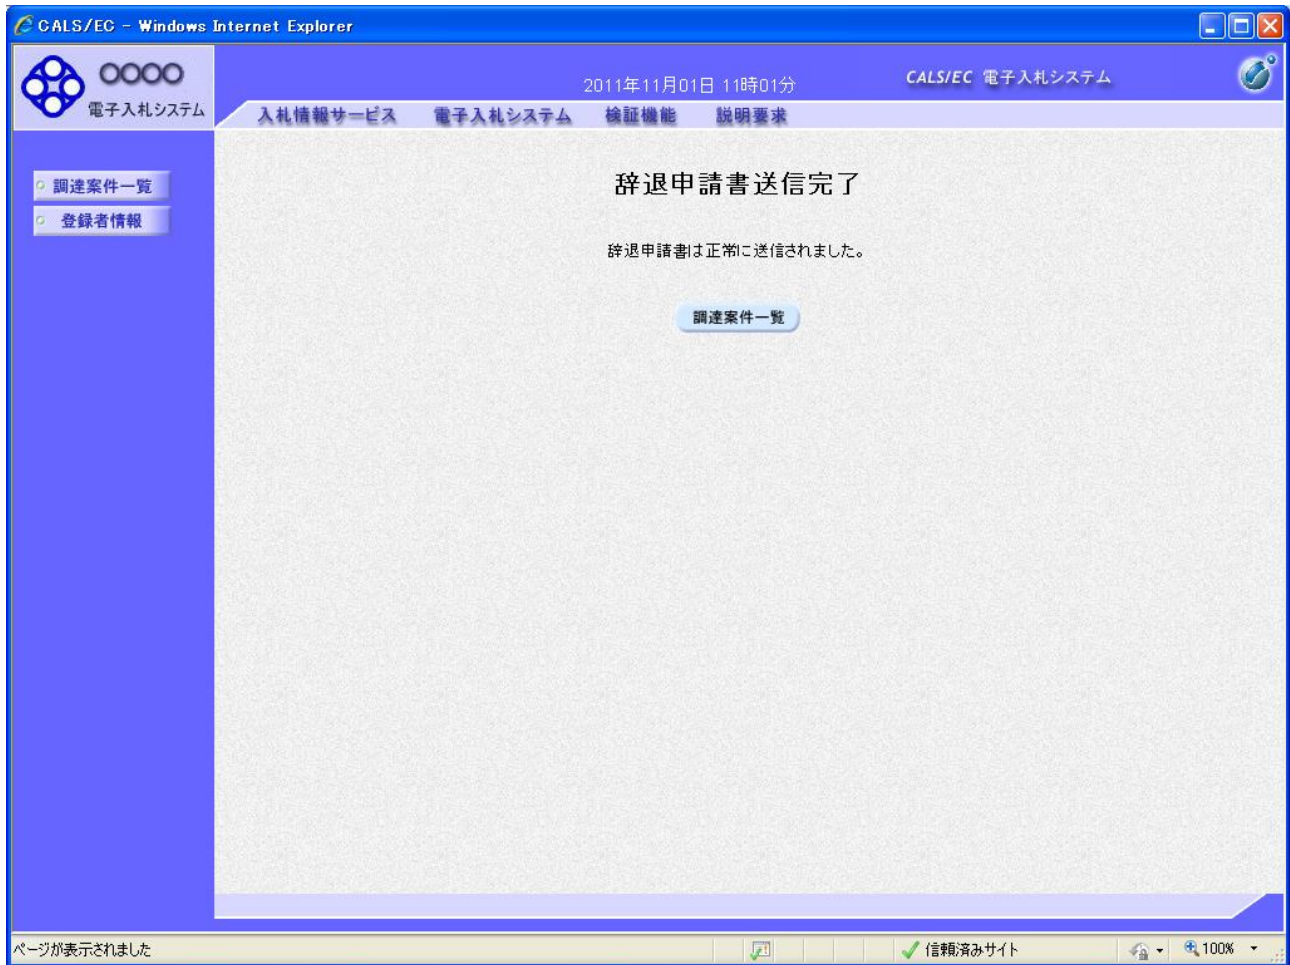 CALS/EC - Windows Internet Explorer
〇〇〇〇
電子入札システム
2011年11月01日 11時01分
CALS/EC 電子入札システム
入札情報サービス 電子入札システム 検証機能 説明要求
調達案件一覧
登録者情報
辞退申請書送信完了
辞退申請書は正常に送信されました。
調達案件一覧
ページが表示されました 信頼済みサイト 100%